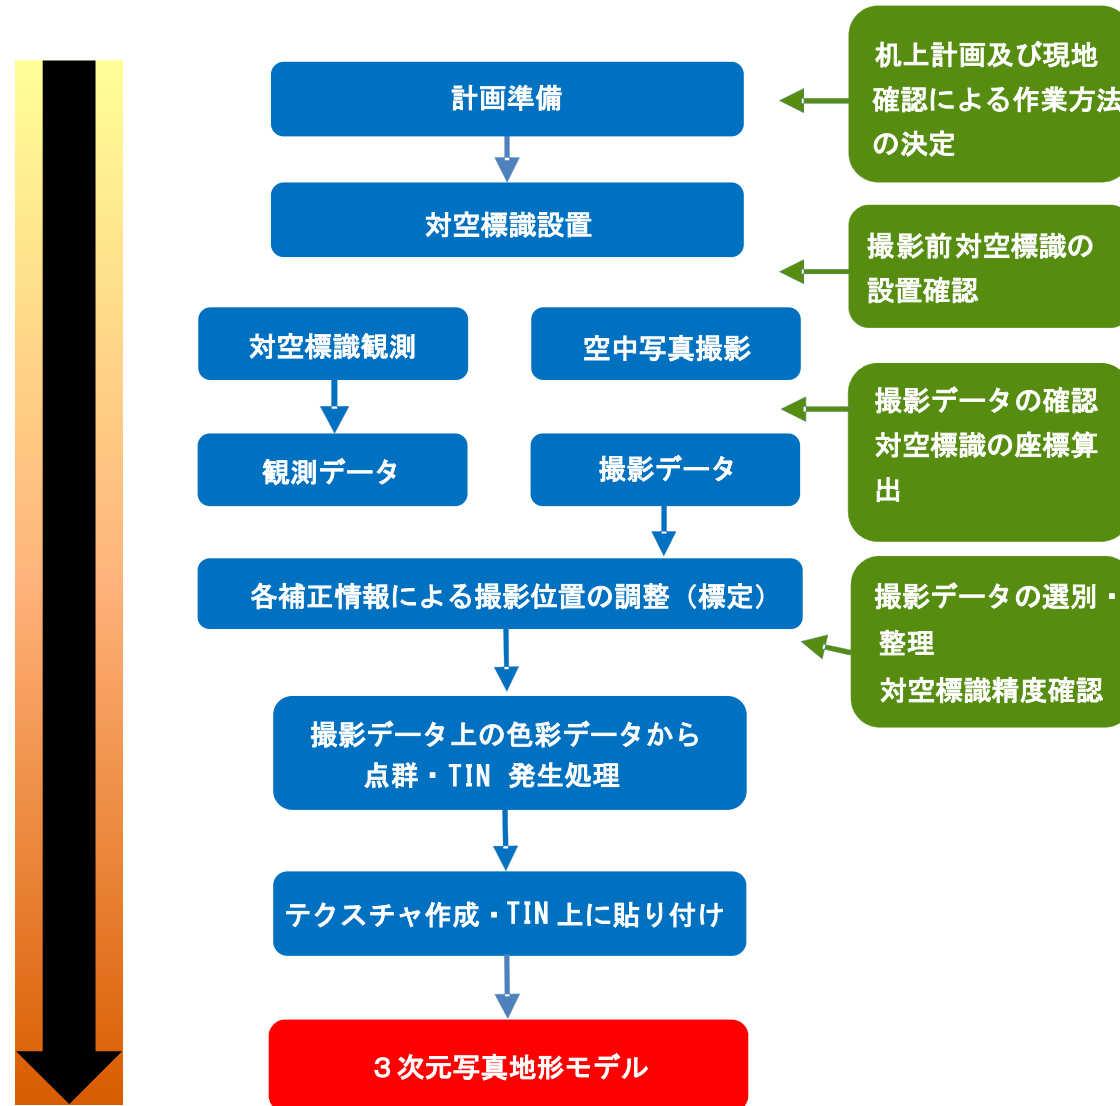 計画準備
机上計画及び現地
確認による作業方法
の決定
対空標識設置
撮影前対空標識の
設置確認
対空標識観測
空中写真撮影
撮影データの確認
対空標識の座標算
出
観測データ
撮影データ
各補正情報による撮影位置の調整（標定）
撮影データの選別・
整理
対空標識精度確認
撮影データ上の色彩データから
点群・TIN 発生処理
テクスチャ作成・TIN上に貼り付け
３次元写真地形モデル